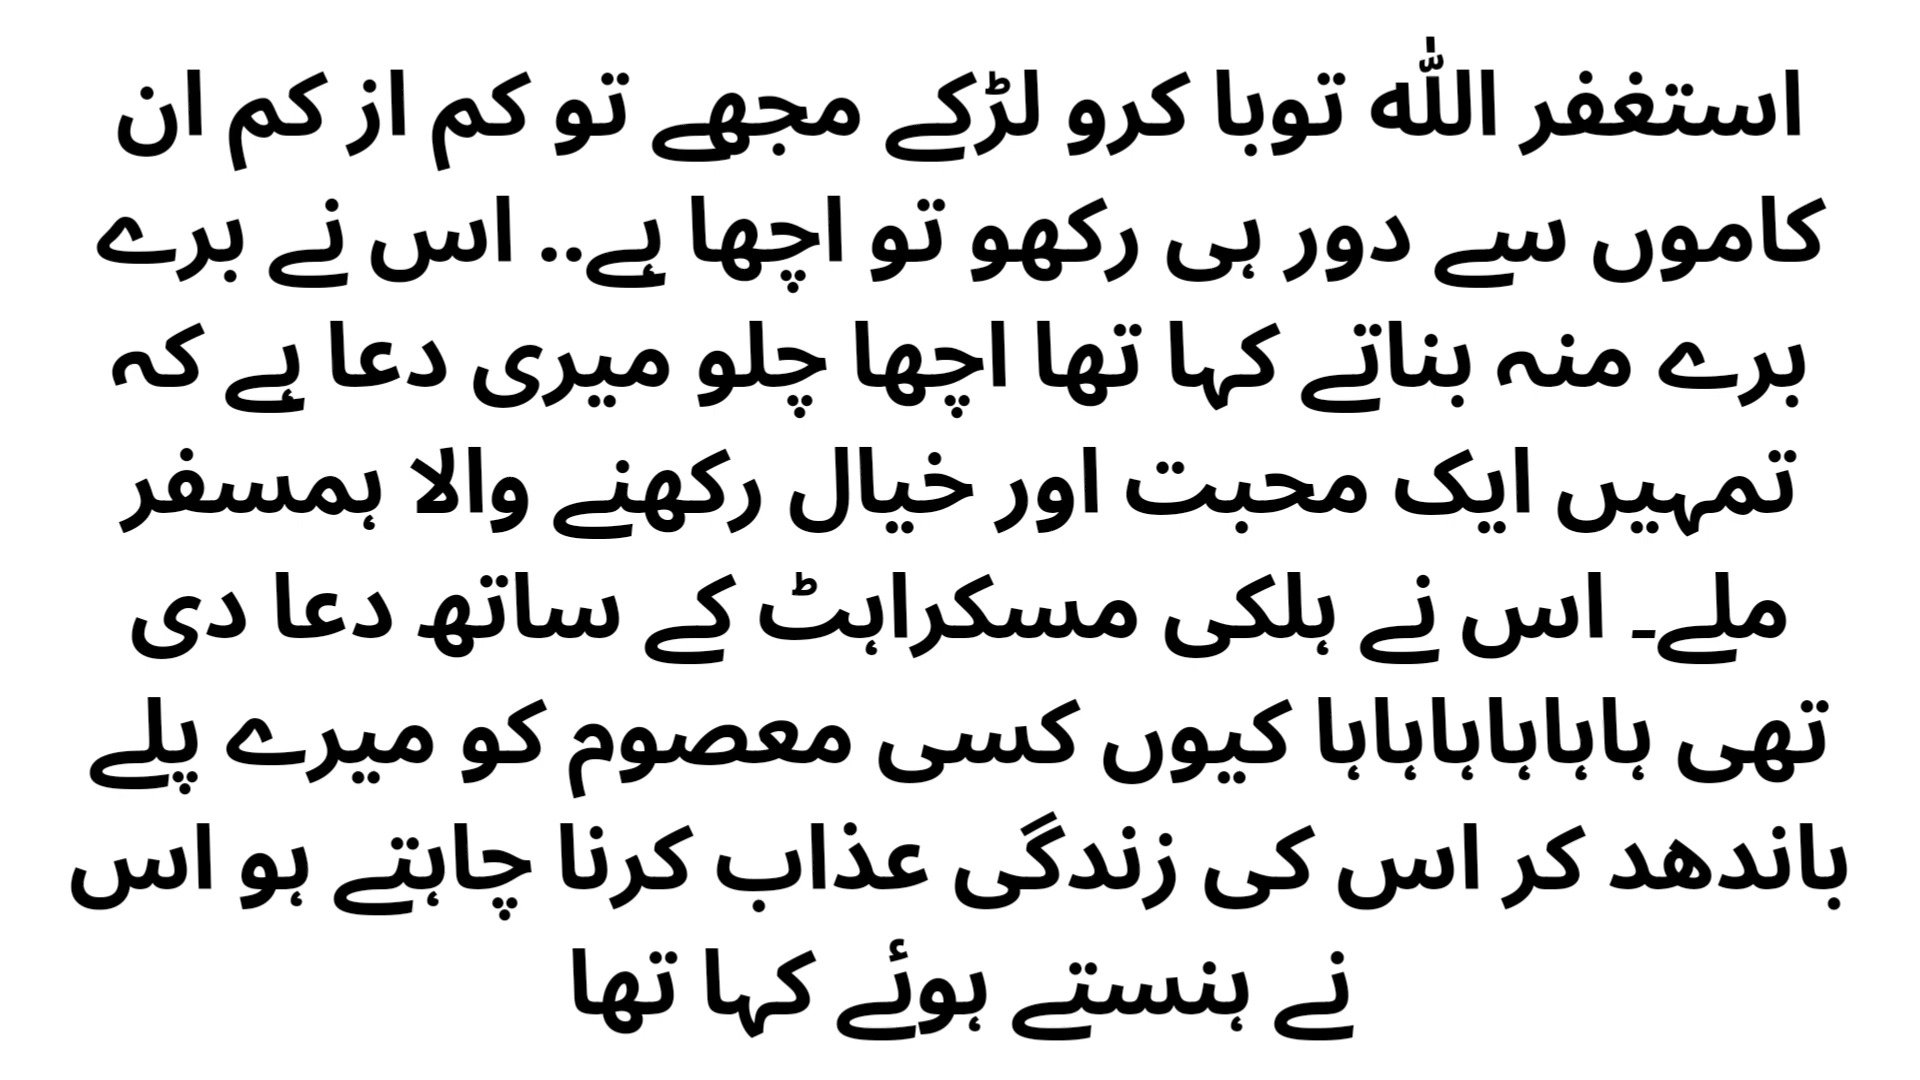 استغفر اللّٰہ توبا کرو لڑکے مجھے تو کم از کم ان
کاموں سے دور ہی رکھو تو اچھا ہے.. اس نے برے
برے منہ بناتے کہا تھا اچھا چلو میری دعا ہے کہ
تمہیں ایک محبت اور خیال رکھنے والا ہمسفر
ملے۔ اس نے ہلکی مسکراہٹ کے ساتھ دعا دی
تھی ہاہاہاہاہاہا کیوں کسی معصوم کو میرے پلے
باندھد کر اس کی زندگی عذاب کرنا چاہتے ہو اس
نے ہنستے ہوئے کہا تھا